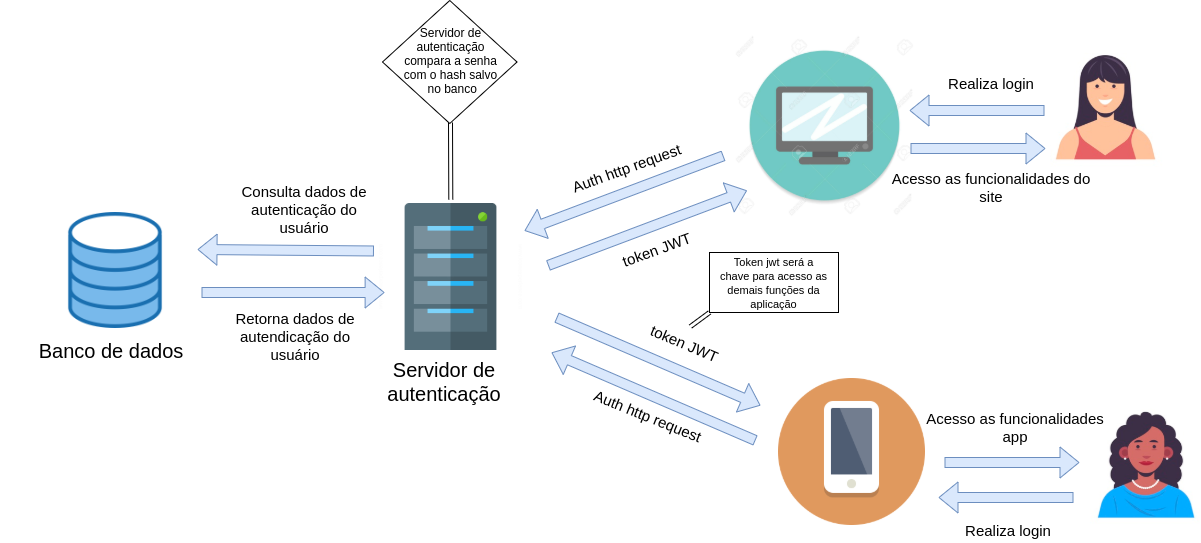 Servidor de
autenticação
compara a senha
com o hash salvo
no banco
Realiza login
Acesso as funcionalidades do
site
Auth http request
token JWT
Consulta dados de
autenticação do
usuário
Retorna dados de
autendicação do
usuário
Banco de dados
Servidor de
autenticação
Token jwt será a
chave para acesso as
demais funções da
aplicação
token JWT
Auth http request
Acesso as funcionalidades
app
Realiza login